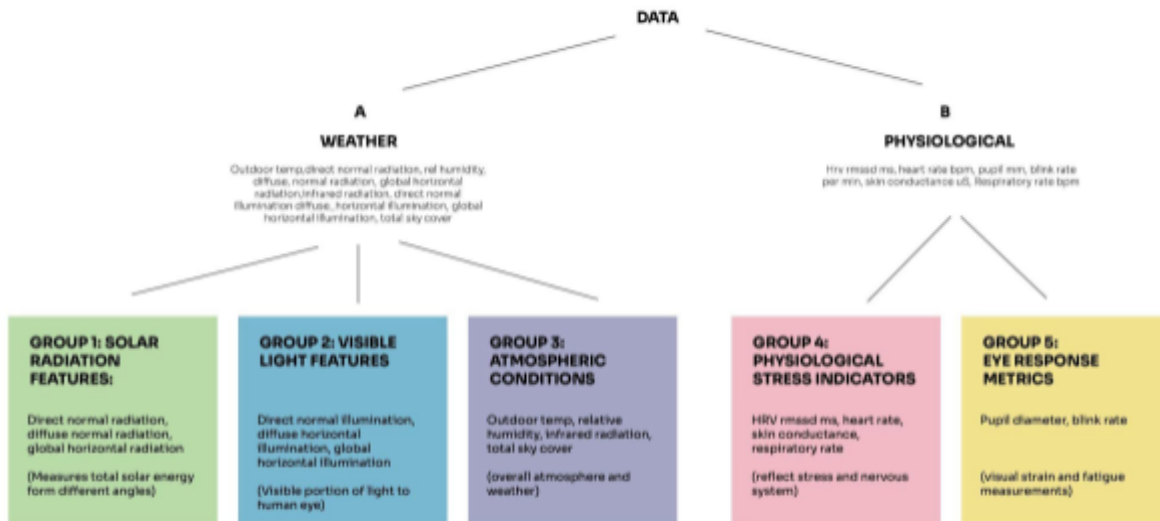 DATA
A
WEATHER
Outdoor temp,direct normal radiation, rel humidity,
diffuse, normal radiation, global horizontal
radiation,infrared radiation, direct normal
illumination diffuse, horizontal illumination, global
horizontal illumination, total sky cover
B
PHYSIOLOGICAL
Hrv rmssd ms, heart rate bpm, pupil mm, blink rate
per min, skin conductance uS, Respiratory rate bpm
GROUP 1: SOLAR
RADIATION
FEATURES:
Direct normal radiation,
diffuse normal radiation,
global horizontal radiation
(Measures total solar energy
form different angles)
GROUP 2: VISIBLE
LIGHT FEATURES
Direct normal illumination,
diffuse horizontal
illumination, global
horizontal illumination
(Visible portion of light to
human eye)
GROUP 3:
ATMOSPHERIC
CONDITIONS
Outdoor temp, relative
humidity, infrared radiation,
total sky cover
(overall atmosphere and
weather)
GROUP 4:
PHYSIOLOGICAL
STRESS INDICATORS
HRV rmssd ms, heart rate,
skin conductance,
respiratory rate
(reflect stress and nervous
system)
GROUP 5:
EYE RESPONSE
METRICS
Pupil diameter, blink rate
(visual strain and fatigue
measurements)